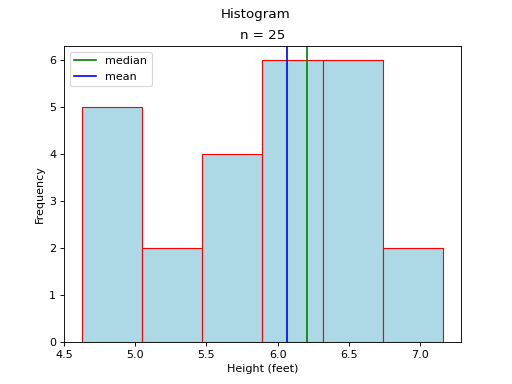 Histogram
n = 25
median
mean
6
5
4
3
2
1
0
Frequency
4.5 5.0 5.5 6.0 6.5 7.0
Height (feet)